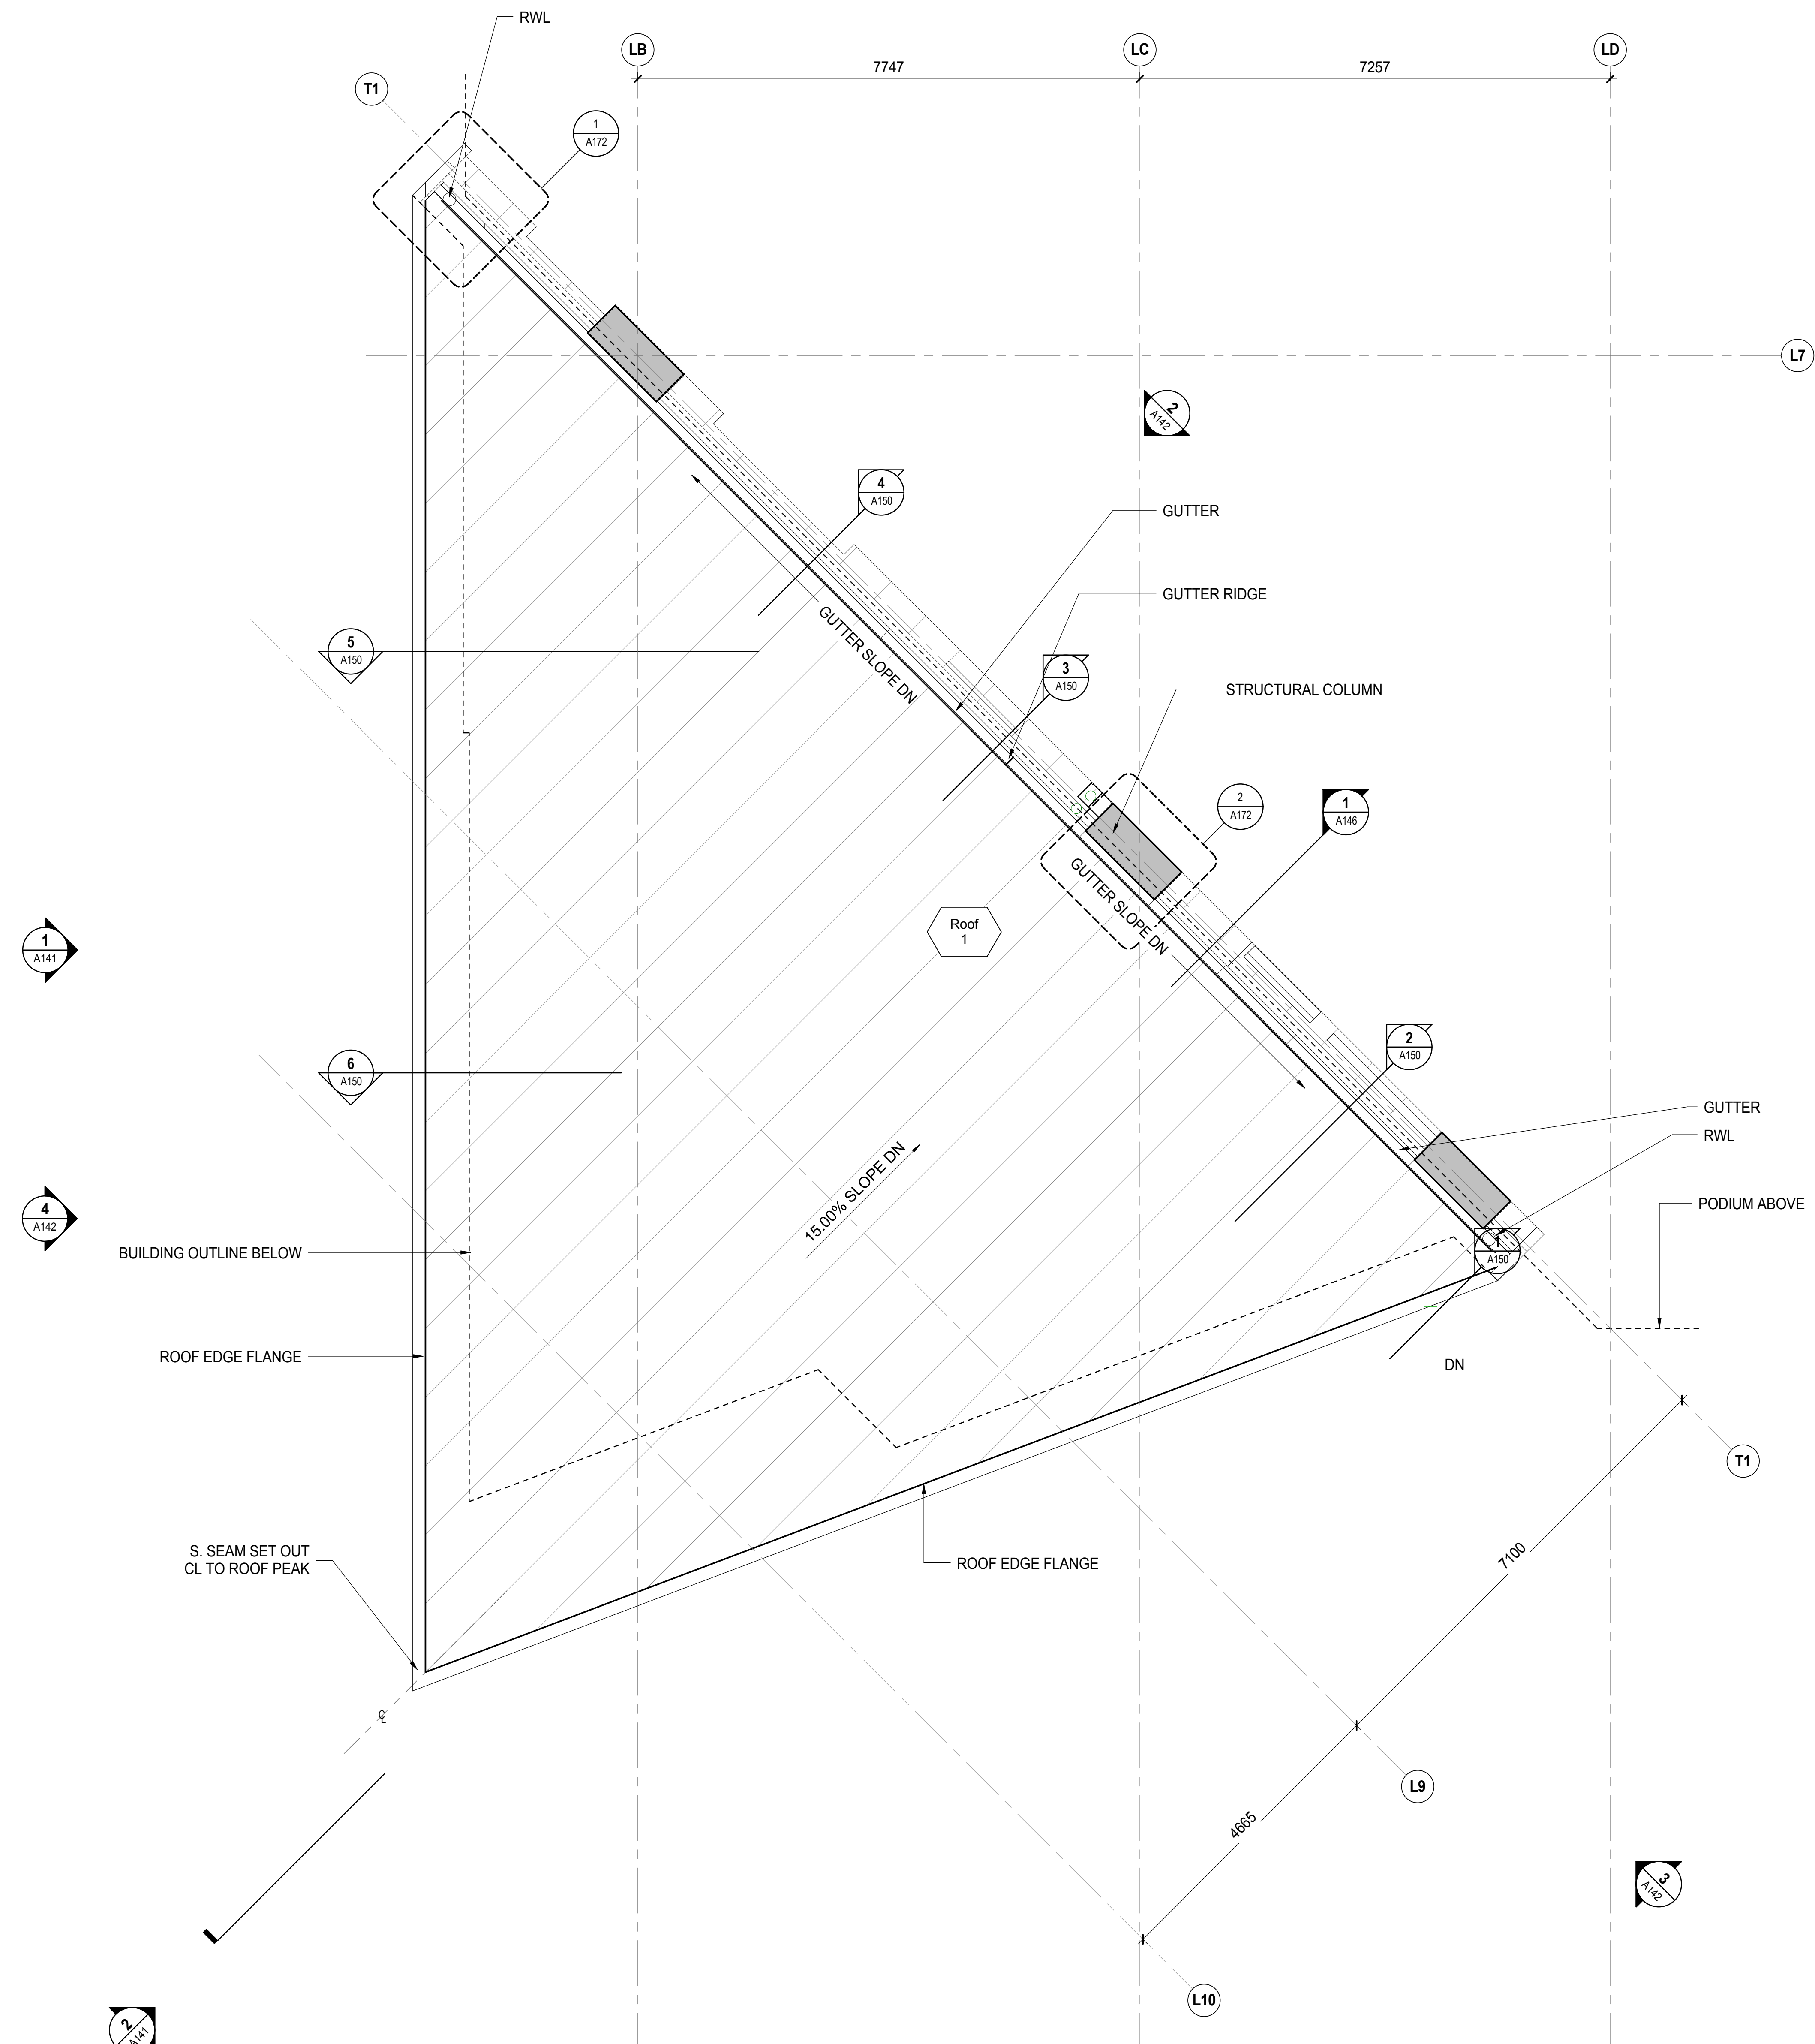 RWL
LB
LC
LD
7747
7257
T1
1
A172
L7
2
A142
4
A150
GUTTER
GUTTER RIDGE
GUTTER SLOPE DN
5
A150
3
A150
STRUCTURAL COLUMN
2
A172
1
A146
GUTTER SLOPE DN
Roof
1
1
A141
2
A150
6
A150
GUTTER
RWL
15.00% SLOPE DN
4
A142
PODIUM ABOVE
BUILDING OUTLINE BELOW
1
A150
ROOF EDGE FLANGE
DN
T1
S. SEAM SET OUT
CL TO ROOF PEAK
ROOF EDGE FLANGE
7100
CL
L9
4665
3
A142
L10
2
A141